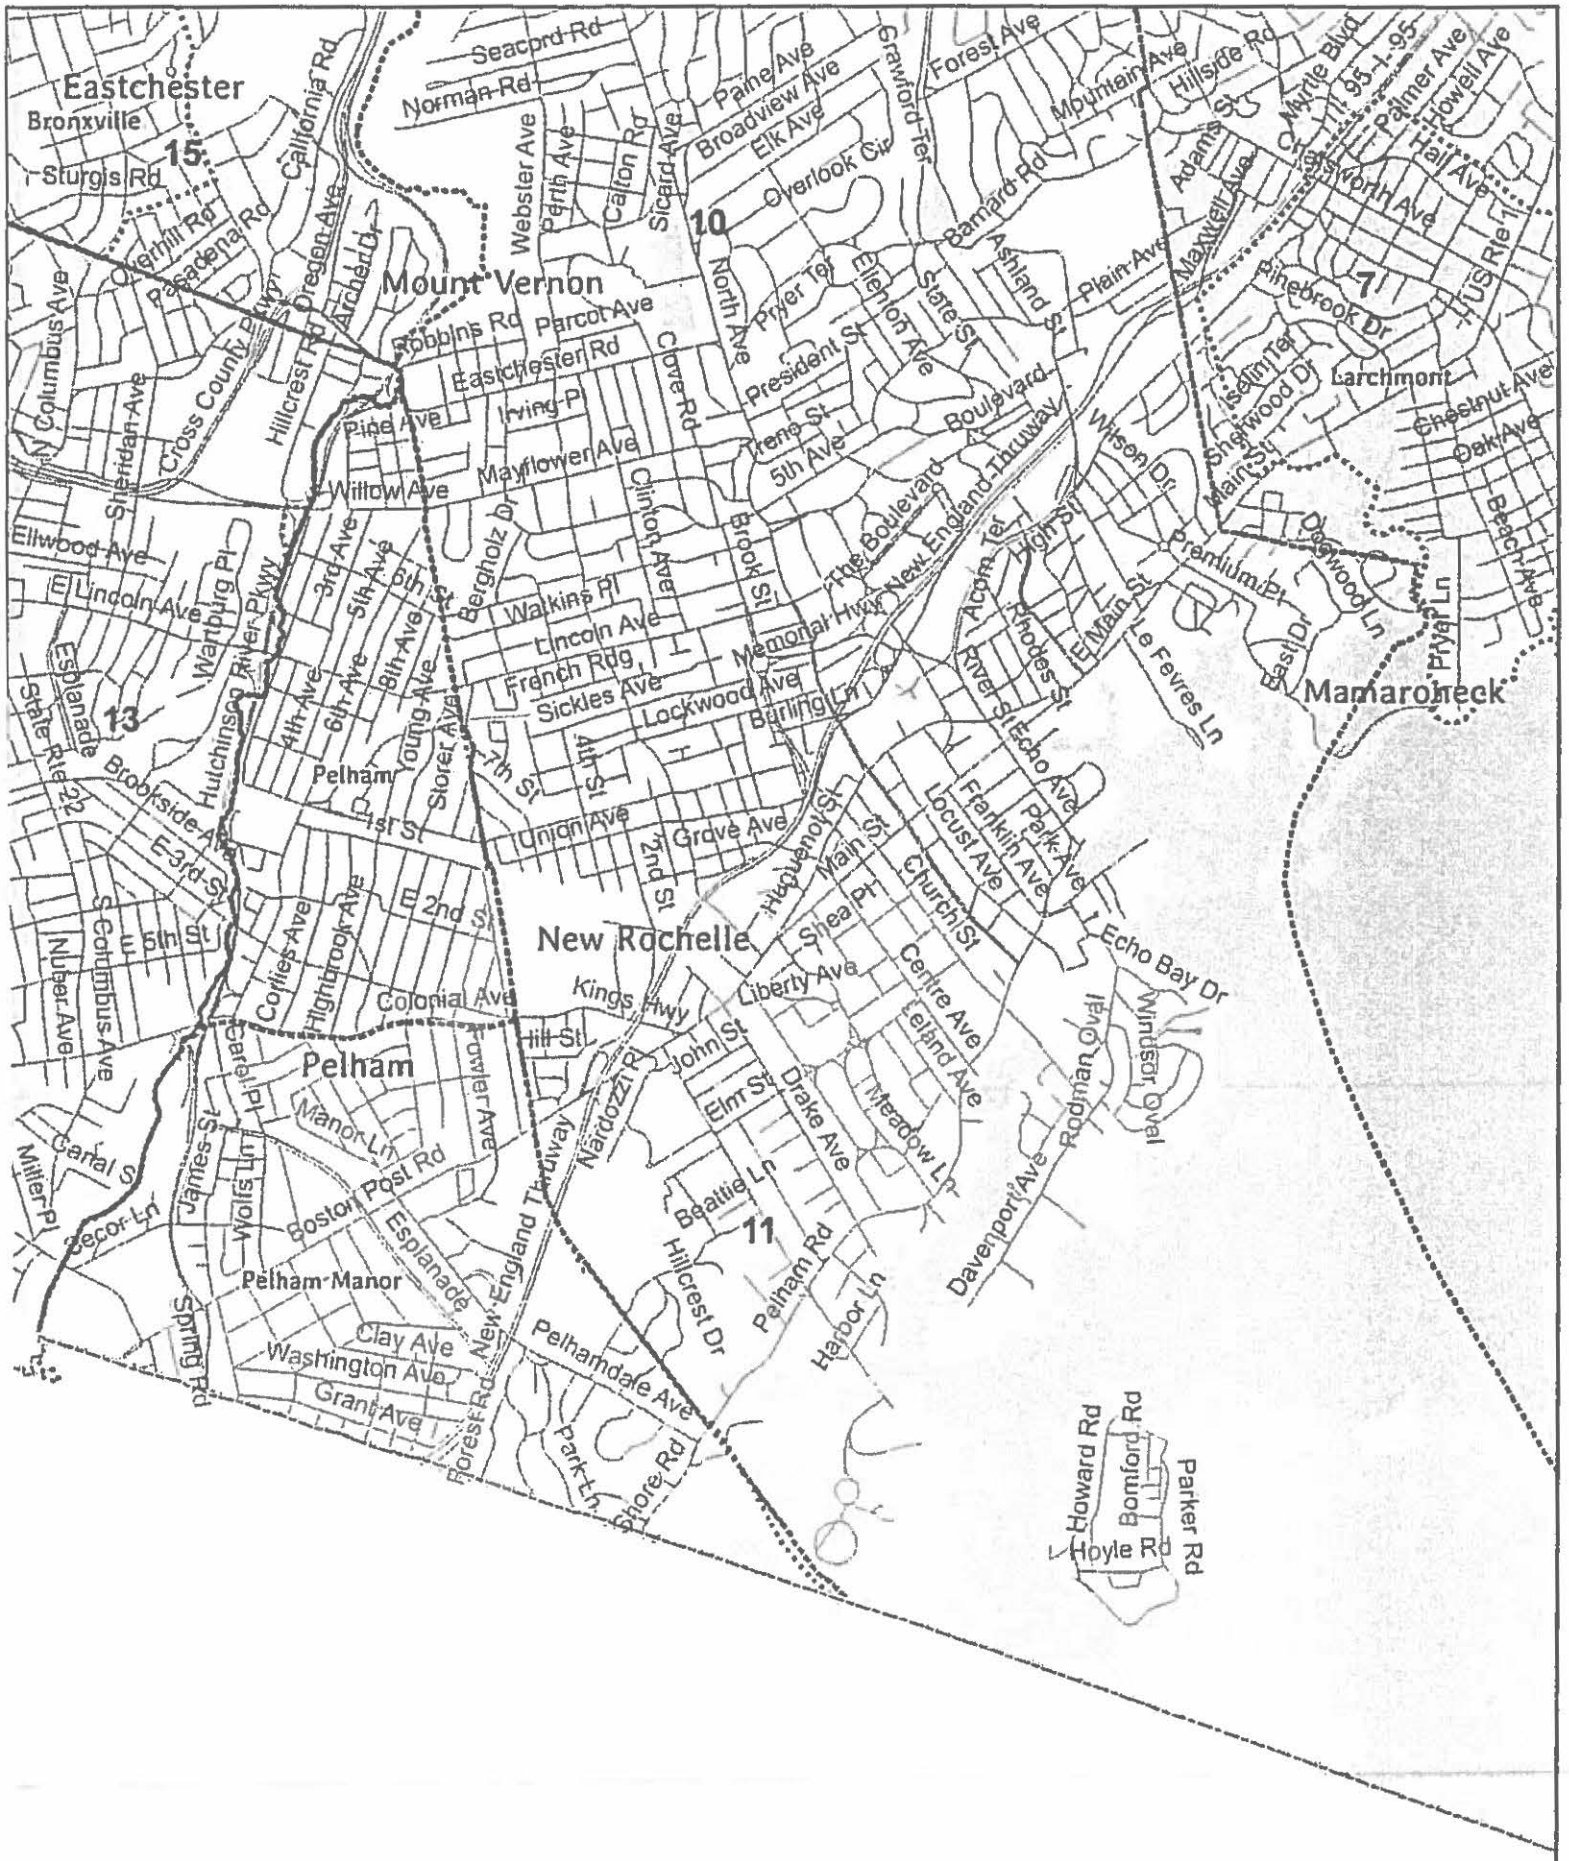 Seacord Rd
Norman Rd
Eastchester
Bronxville
15
Sturgis Rd
California Rd
Overhill Rd
Pasadena Rd
Oregon Ave
Archer Dr
Webster Ave
Perth Ave
Calton Rd
Sicard Ave
Paine Ave
Broadview Ave
Elk Ave
Overlook Cir
Crawford Ter
Forest Ave
Barnard Rd
Mountain Ave
Hillside Rd
Myrtle Blvd
I-95
Palmer Ave
Howell Ave
Hall Ave
Adams St
Chatsworth Ave
Maxwell Ave
US Rte 1
10
Mount Vernon
Robbins Rd
Parcot Ave
Eastchester Rd
Irving Pl
Cove Rd
North Ave
Pryer Ter
Ellenon Ave
State St
Ashland St
Plain Ave
President St
Pinebrook Dr
7
Larchmont
Sherwood Dr
Main St
Chestnut Ave
Oak Ave
Beach Ave
N Columbus Ave
Sheridan Ave
Cross County Pkwy
Hillcrest Rd
Pine Ave
Willow Ave
Mayflower Ave
Treno St
5th Ave
Boulevard
The Boulevard
New England Thruway
Wilson Dr
Premium Pt
Dogwood Ln
Pryer Ln
East Dr
Mamaroneck
Ellwood Ave
E Lincoln Ave
Wartburg Pl
Hutchinson River Pkwy
3rd Ave
5th Ave
6th St
8th Ave
4th Ave
6th Ave
Young Ave
Storer Ave
Bergholz Dr
Clinton Ave
Brook St
Watkins Pl
Lincoln Ave
French Rdg
Sickles Ave
Lockwood Ave
Burling Ln
Memorial Hwy
Acorn Ter
High St
Rhodes St
E Main St
Le Fevres Ln
River St
Echo Ave
Esplanade
State Rte 22
13
Brookside Ave
E 3rd St
Pelham
1st St
7th St
4th St
Union Ave
2nd St
Grove Ave
Huguenot St
Main St
Locust Ave
Franklin Ave
Park Ave
Church St
Shea Pl
New Rochelle
Liberty Ave
Centre Ave
Leland Ave
Echo Bay Dr
Windsor Oval
Rodman Oval
Davenport Ave
S Columbus Ave
E 5th St
Nuber Ave
Corlies Ave
Highbrook Ave
E 2nd St
Colonial Ave
Kings Hwy
Hill St
John St
Elm St
Drake Ave
Meadow Ln
Nardozzi Pl
Pelham
Carol Pl
Fowler Ave
Manor Ln
Boston Post Rd
Canal S
Miller Pl
Secor Ln
James St
Wolfs Ln
Esplanade
New England Thruway
Beattie Ln
11
Hillcrest Dr
Pelham Rd
Harbor Ln
Pelham Manor
Spring Rd
Clay Ave
Washington Ave
Grant Ave
Forest Rd
Pelhamdale Ave
Park Ln
Shore Rd
Howard Rd
Bomford Rd
Parker Rd
Hoyle Rd